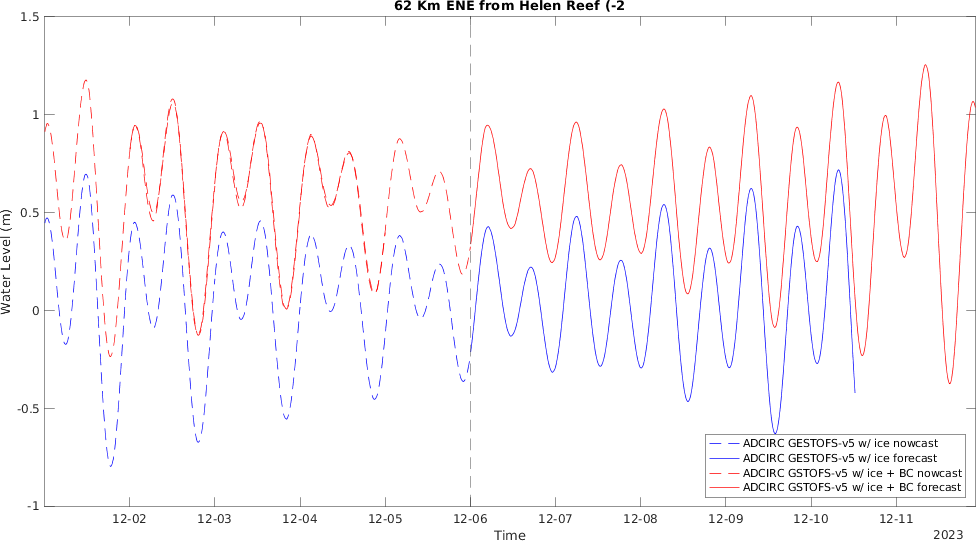 62 Km ENE from Helen Reef (-2
1.5
1
0.5
0
-0.5
-1
Water Level (m)
ADCIRC GESTOFS-v5 w/ ice nowcast
ADCIRC GESTOFS-v5 w/ ice forecast
ADCIRC GSTOFS-v5 w/ ice + BC nowcast
ADCIRC GSTOFS-v5 w/ ice + BC forecast
12-02 12-03 12-04 12-05 12-06 12-07 12-08 12-09 12-10 12-11
Time
2023